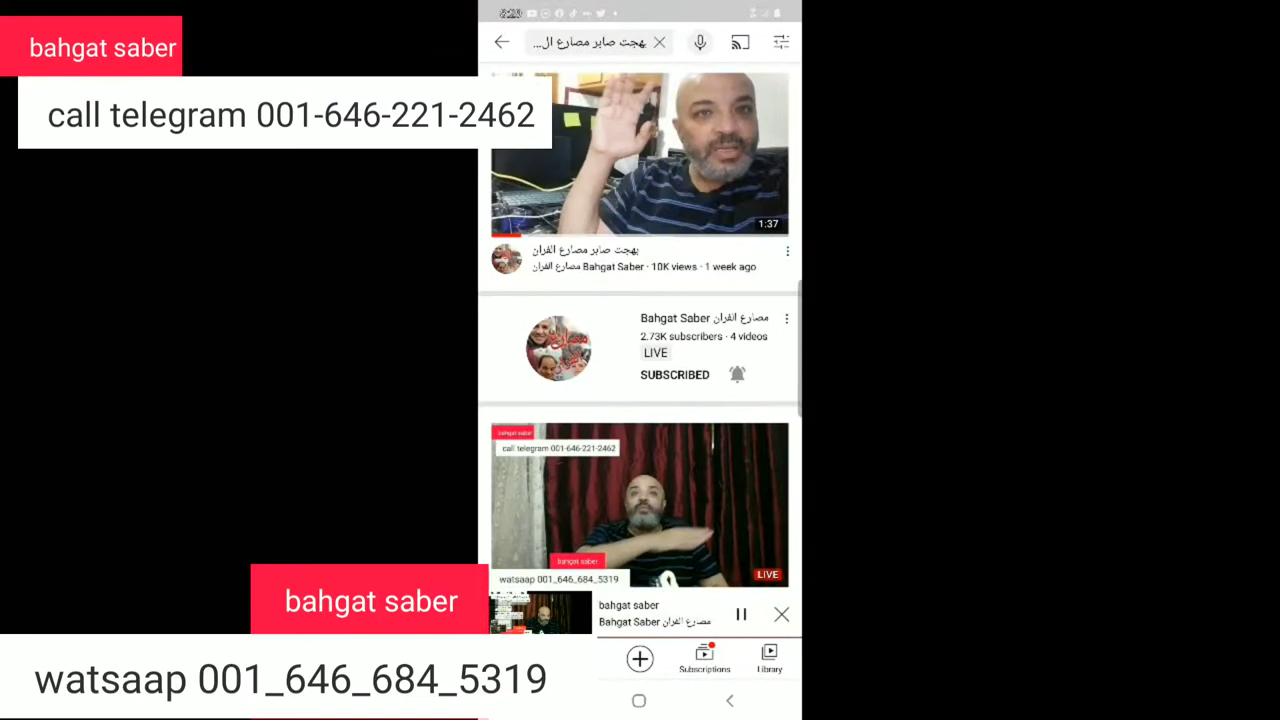 bahgat saber
call telegram 001-646-221-2462
بهجت صابر مصارع ال...
1:37
بهجت صابر مصارع الفران
مصارع الفران Bahgat Saber · 10K views · 1 week ago
Bahgat Saber مصارع الفران
2.73K subscribers · 4 videos
LIVE
SUBSCRIBED
bahgat saber
call telegram 001-646-221-2462
bahgat saber
watsaap 001_646_684_5319
LIVE
bahgat saber
Bahgat Saber مصارع الفران
Subscriptions
Library
bahgat saber
watsaap 001_646_684_5319